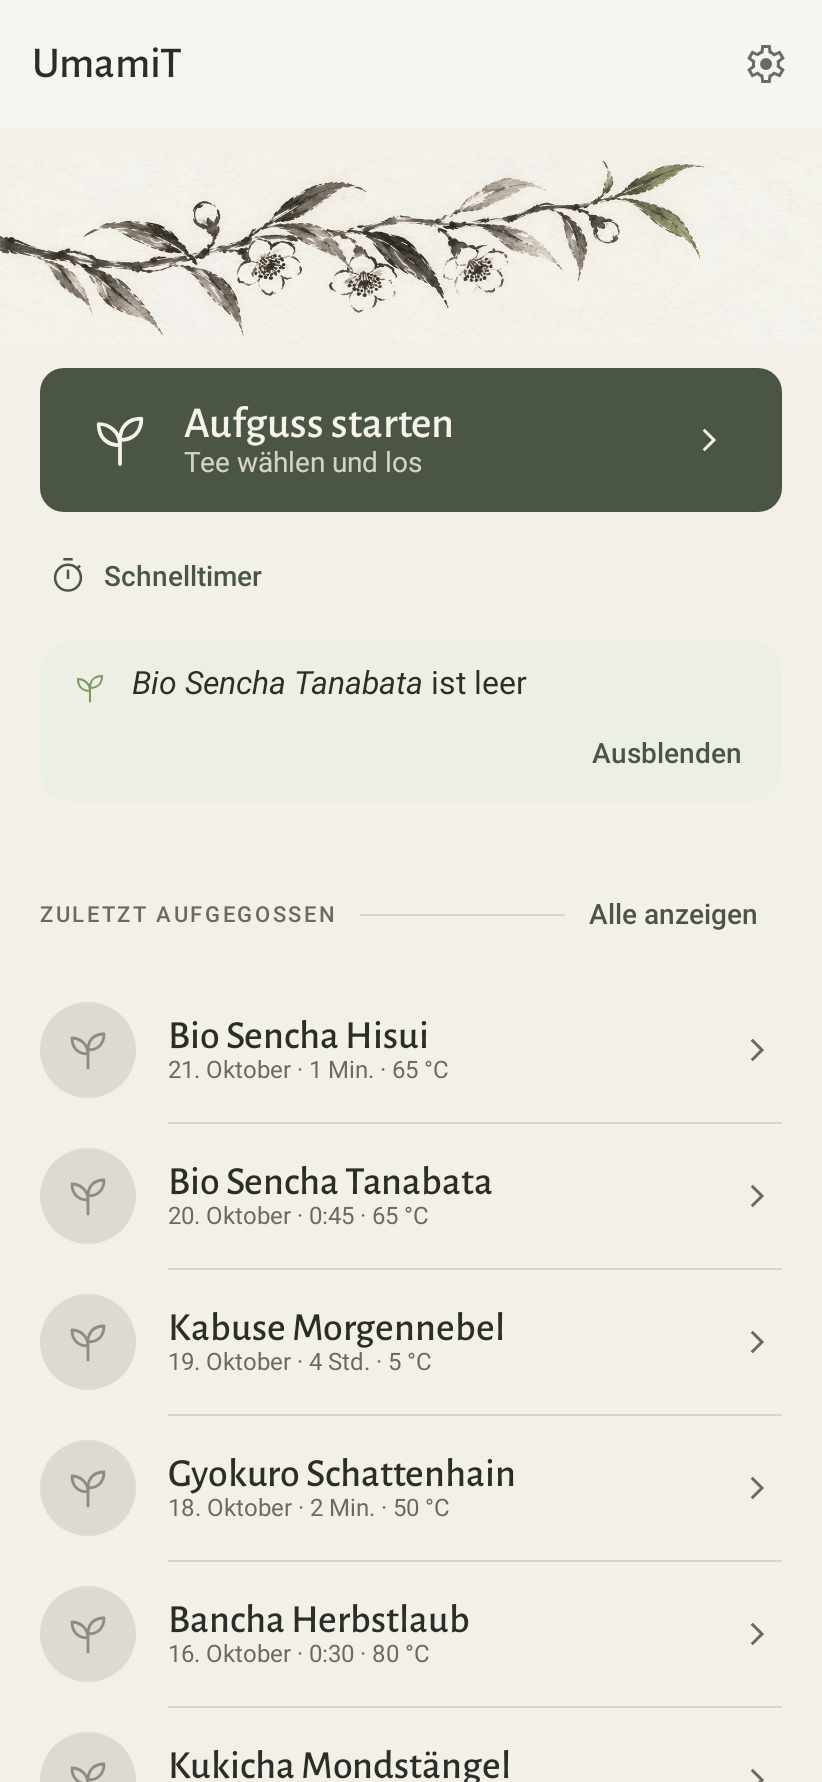 UmamiT
Aufguss starten
Tee wählen und los
Schnelltimer
Bio Sencha Tanabata ist leer
Ausblenden
ZULETZT AUFGEGOSSEN
Alle anzeigen
Bio Sencha Hisui
21. Oktober · 1 Min. · 65 °C
Bio Sencha Tanabata
20. Oktober · 0:45 · 65 °C
Kabuse Morgennebel
19. Oktober · 4 Std. · 5 °C
Gyokuro Schattenhain
18. Oktober · 2 Min. · 50 °C
Bancha Herbstlaub
16. Oktober · 0:30 · 80 °C
Kukicha Mondstängel